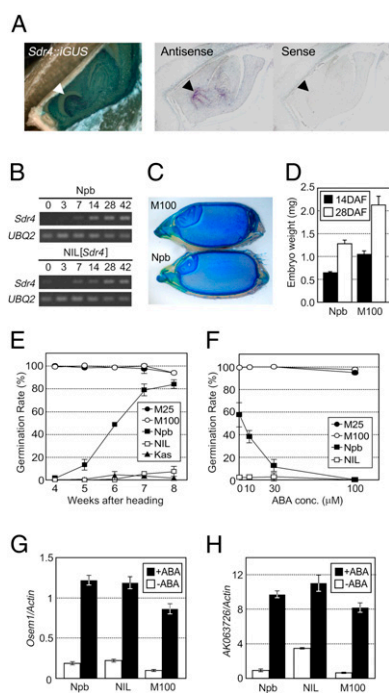 A
Sdr4::iGUS
Antisense
Sense
B
Npb
0 3 7 14 28 42
Sdr4
UBQ2
NIL[Sdr4]
0 3 7 14 28 42
Sdr4
UBQ2
C
M100
Npb
D
Embryo weight (mg)
2.5
2.0
1.5
1.0
0.5
0
14DAF
28DAF
Npb M100
E
Germination Rate (%)
100
80
60
40
20
0
M25
M100
Npb
NIL
Kas
4 5 6 7 8
Weeks after heading
F
Germination Rate (%)
100
80
60
40
20
0
M25
M100
Npb
NIL
0 10 30 100
ABA conc. (μM)
G
Osem1/Actin
1.5
1
0.5
0
+ABA
-ABA
Npb NIL M100
H
AK063726/Actin
12
8
4
0
+ABA
-ABA
Npb NIL M100